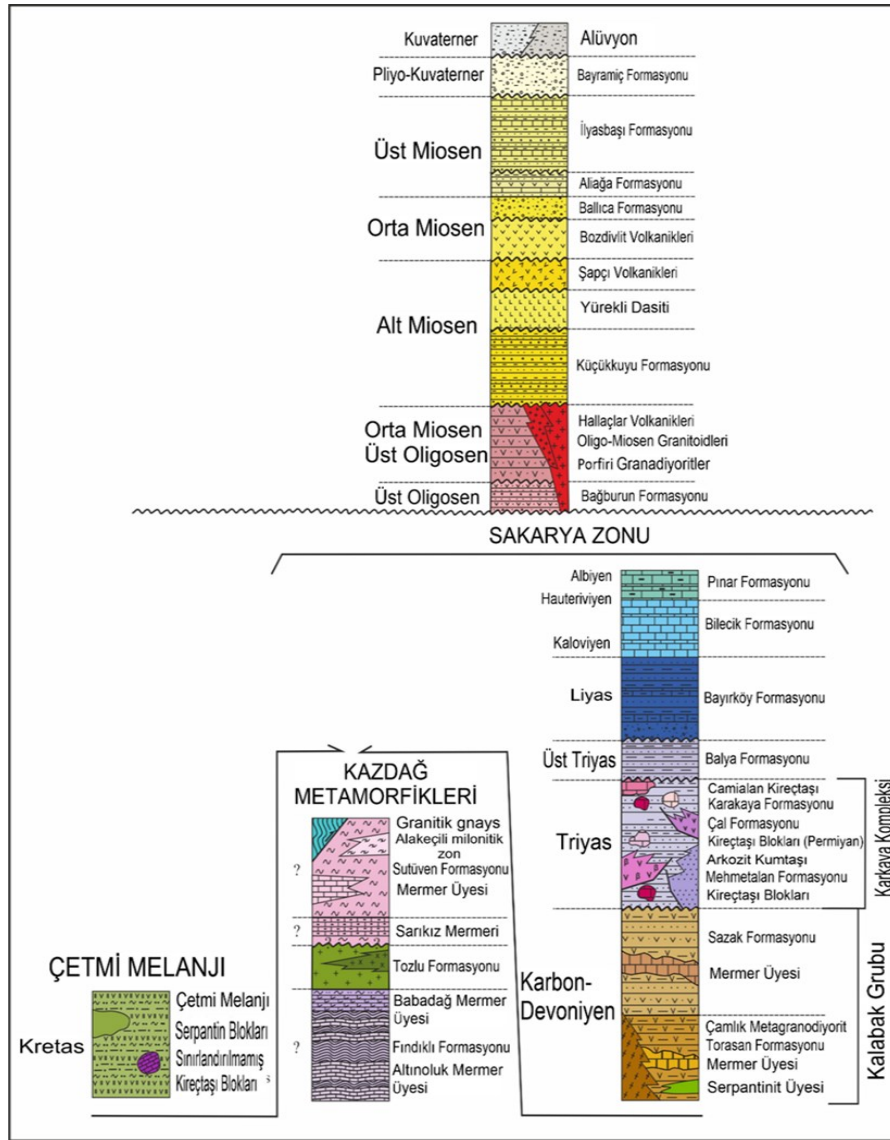 Kuvaterner Alüvyon
Pliyo-Kuvaterner Bayramiç Formasyonu
Üst Miosen İlyasbaşı Formasyonu
Aliağa Formasyonu
Orta Miosen Ballıca Formasyonu
Bozdivlit Volkanikleri
Şapçı Volkanikleri
Alt Miosen Yürekli Dasiti
Küçükkuyu Formasyonu
Orta Miosen Hallaçlar Volkanikleri
Üst Oligosen Oligo-Miosen Granitoidleri
Porfiri Granadiyoritler
Üst Oligosen Bağburun Formasyonu
SAKARYA ZONU
Albiyen Pınar Formasyonu
Hauteriviyen
Bilecik Formasyonu
Kaloviyen
Liyas Bayırköy Formasyonu
Üst Triyas Balya Formasyonu
Triyas
Camialan Kireçtaşı
Karakaya Formasyonu
Çal Formasyonu
Kireçtaşı Blokları (Permiyan)
Arkozit Kumtaşı
Mehmetalan Formasyonu
Kireçtaşı Blokları
Karkaya Kompleksi
Karbon-
Devoniyen
Sazak Formasyonu
Mermer Üyesi
Çamlık Metagranodiyorit
Torasan Formasyonu
Mermer Üyesi
Serpantinit Üyesi
Kalabak Grubu
KAZDAĞ
METAMORFİKLERİ
Granitik gnays
Alakeçili milonitik
zon
? Sutüven Formasyonu
Mermer Üyesi
? Sarıkız Mermeri
Tozlu Formasyonu
Babadağ Mermer
Üyesi
? Fındıklı Formasyonu
Altınoluk Mermer
Üyesi
ÇETMİ MELANJI
Kretas
Çetmi Melanjı
Serpantin Blokları
Sınırlandırılmamış
Kireçtaşı Blokları s